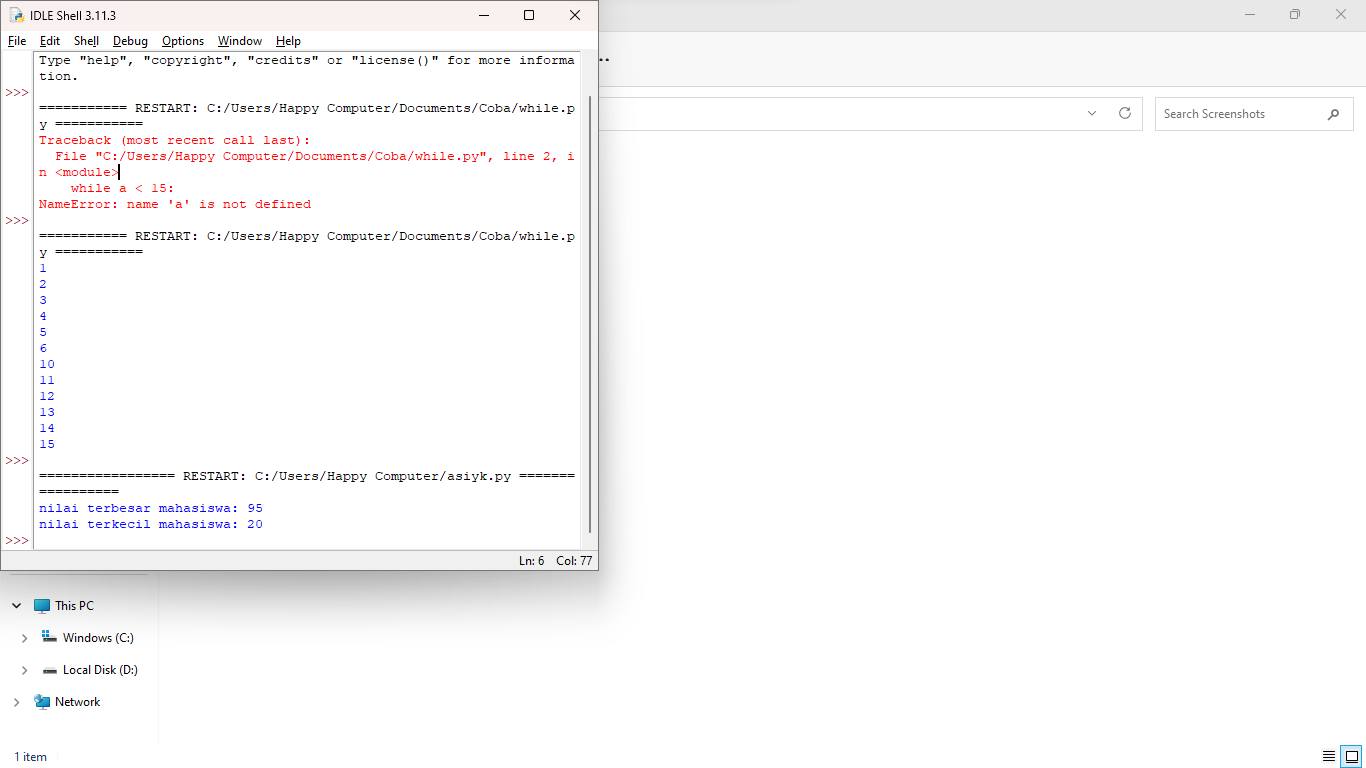 IDLE Shell 3.11.3
File Edit Shell Debug Options Window Help
Type "help", "copyright", "credits" or "license()" for more informa
tion.
>>>
=========== RESTART: C:/Users/Happy Computer/Documents/Coba/while.p
y ===========
Traceback (most recent call last):
  File "C:/Users/Happy Computer/Documents/Coba/while.py", line 2, i
n <module>
    while a < 15:
NameError: name 'a' is not defined
>>>
=========== RESTART: C:/Users/Happy Computer/Documents/Coba/while.p
y ===========
1
2
3
4
5
6
10
11
12
13
14
15
>>>
================= RESTART: C:/Users/Happy Computer/asiyk.py =======
==========
nilai terbesar mahasiswa: 95
nilai terkecil mahasiswa: 20
>>>
Ln: 6 Col: 77
Search Screenshots
This PC
Windows (C:)
Local Disk (D:)
Network
1 item